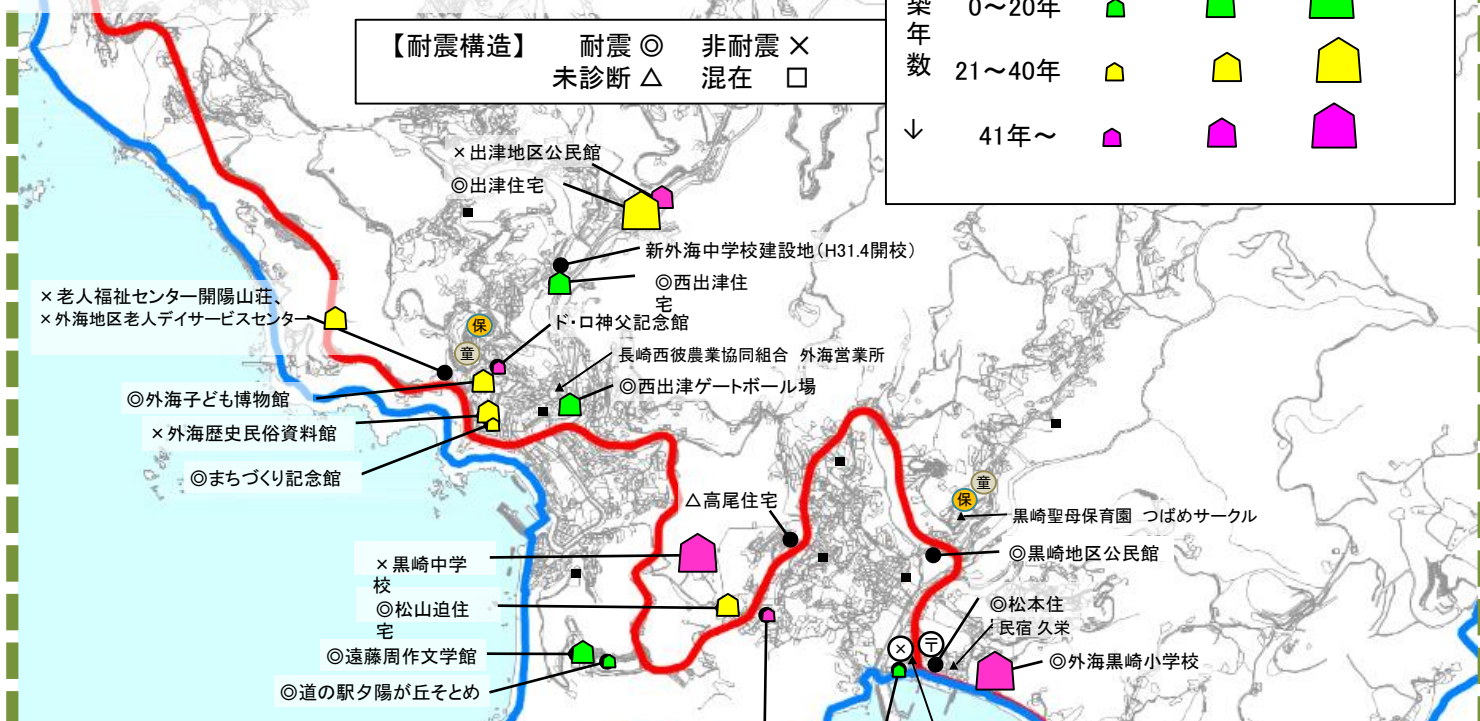 【耐震構造】 耐震 ◎ 非耐震 ×
未診断 △ 混在 □
築年数
0～20年
21～40年
↓ 41年～
×出津地区公民館
◎出津住宅
新外海中学校建設地(H31.4開校)
◎西出津住
宅
×老人福祉センター開陽山荘、
×外海地区老人デイサービスセンター
保
童
ド・ロ神父記念館
長崎西彼農業協同組合 外海営業所
◎西出津ゲートボール場
◎外海子ども博物館
×外海歴史民俗資料館
◎まちづくり記念館
△高尾住宅
童
保
黒崎聖母保育園 つばめサークル
◎黒崎地区公民館
×黒崎中学
校
◎松山迫住
宅
◎松本住
民宿 久栄
×
〒
◎遠藤周作文学館
◎外海黒崎小学校
◎道の駅夕陽が丘そとめ